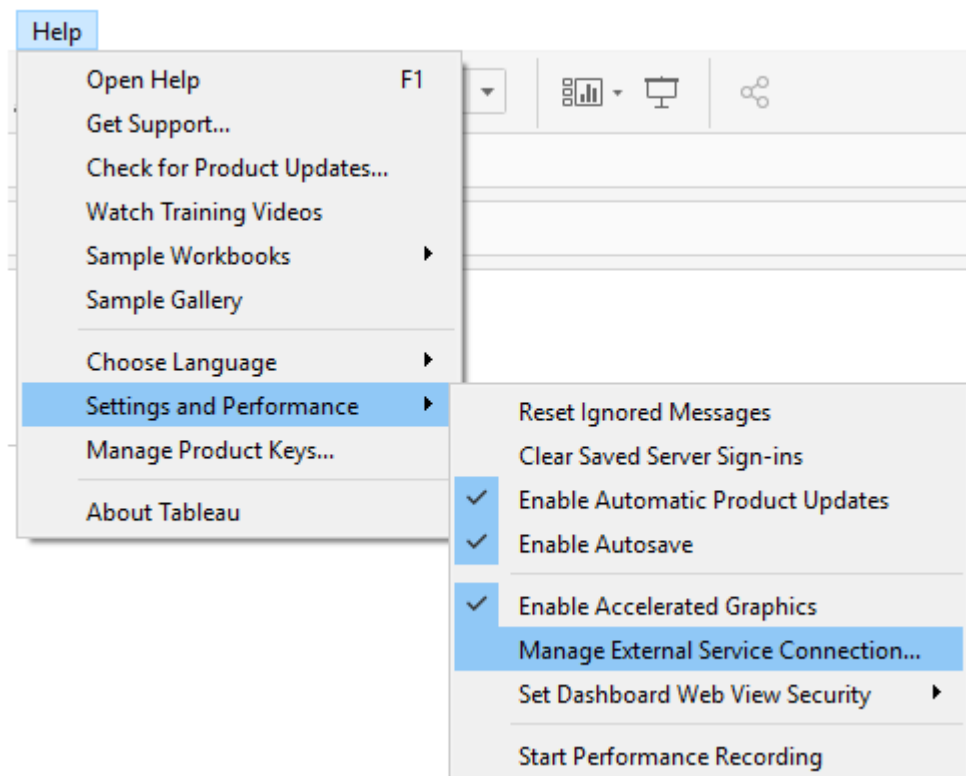 Help
Open Help F1
Get Support...
Check for Product Updates...
Watch Training Videos
Sample Workbooks
Sample Gallery
Choose Language
Settings and Performance
Manage Product Keys...
About Tableau
Reset Ignored Messages
Clear Saved Server Sign-ins
Enable Automatic Product Updates
Enable Autosave
Enable Accelerated Graphics
Manage External Service Connection...
Set Dashboard Web View Security
Start Performance Recording